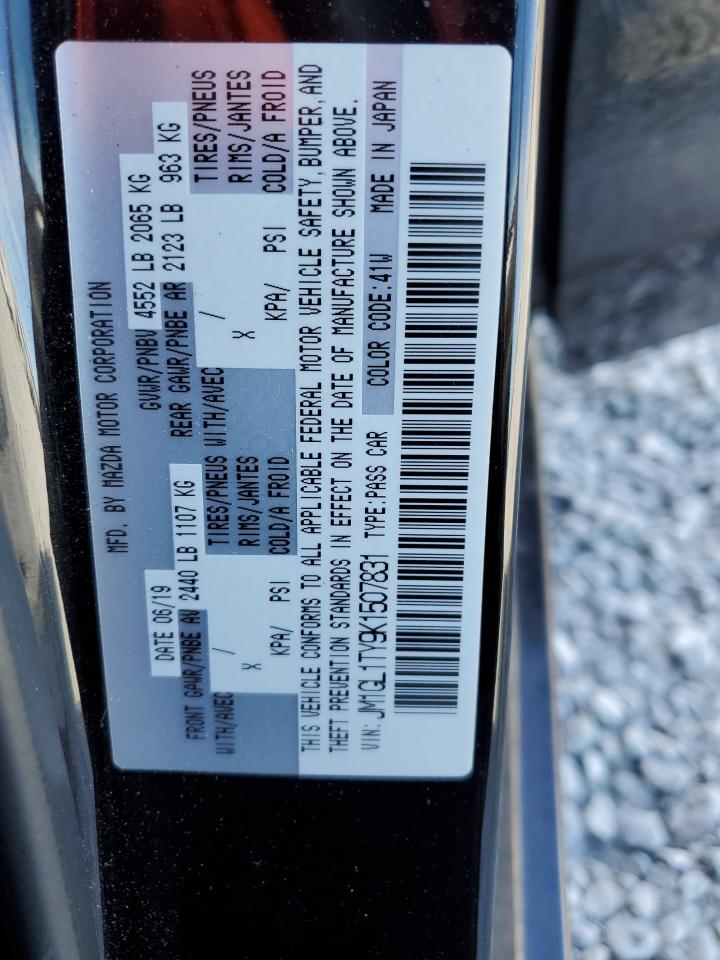 MFD. BY MAZDA MOTOR CORPORATION
DATE 06/19 GVWR/PNBV 4552 LB 2065 KG
FRONT GAWR/PNBE AV 2440 LB 1107 KG REAR GAWR/PNBE AR 2123 LB 963 KG
WITH/AVEC / TIRES/PNEUS WITH/AVEC / TIRES/PNEUS
X RIMS/JANTES X RIMS/JANTES
KPA/ PSI COLD/A FROID KPA/ PSI COLD/A FROID
THIS VEHICLE CONFORMS TO ALL APPLICABLE FEDERAL MOTOR VEHICLE SAFETY, BUMPER, AND
THEFT PREVENTION STANDARDS IN EFFECT ON THE DATE OF MANUFACTURE SHOWN ABOVE.
VIN: JM1GL1TY9K1507831 TYPE:PASS CAR COLOR CODE:41W MADE IN JAPAN